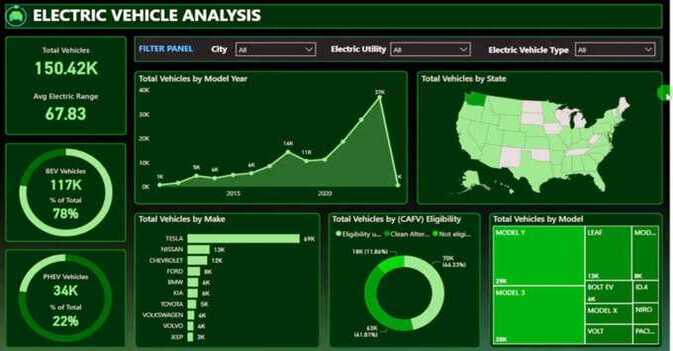 ELECTRIC VEHICLE ANALYSIS
Total Vehicles
150.42K
Avg Electric Range
67.83
FILTER PANEL
City
All
Electric Utility
All
Electric Vehicle Type
All
Total Vehicles by Model Year
40K
30K
20K
10K
0K
1K
5K
4K
6K
14K
11K
37K
2015
2020
Total Vehicles by State
BEV Vehicles
117K
% of Total
78%
PHEV Vehicles
34K
% of Total
22%
Total Vehicles by Make
TESLA 69K
NISSAN 13K
CHEVROLET 12K
FORD 8K
BMW 6K
KIA 6K
TOYOTA 5K
VOLKSWAGEN 4K
VOLVO 4K
JEEP 3K
Total Vehicles by (CAFV) Eligibility
Eligibility u... Clean Alter... Not eligi...
18K (11.86%)
70K
63K
(41.81%)
Total Vehicles by Model
MODEL Y
29K
MODEL 3
28K
LEAF
13K
MOD...
8K
BOLT EV
6K
ID.4
MODEL X
NIRO
VOLT
PACI...